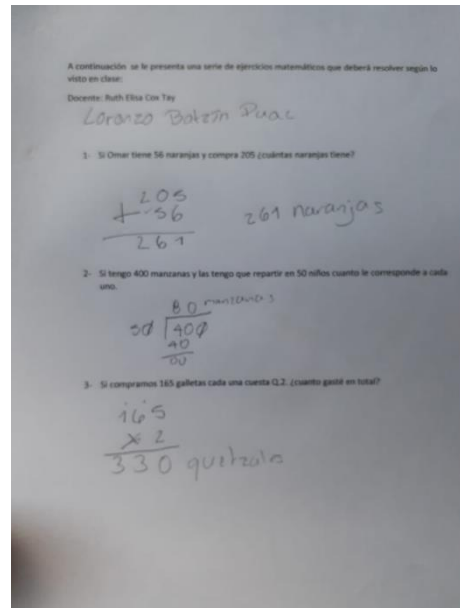 A continuación se le presenta una serie de ejercicios matemáticos que deberá resolver según lo
visto en clase:
Docente: Ruth Elisa Cox Tay
Lorenzo Batzín Puac
1- Si Omar tiene 56 naranjas y compra 205 ¿cuántas naranjas tiene?
205
+ 56
261
261 naranjas
2- Si tengo 400 manzanas y las tengo que repartir en 50 niños cuanto le corresponde a cada
uno.
80 manzanas
50 400
40
00
3- Si compramos 165 galletas cada una cuesta Q.2. ¿cuanto gasté en total?
165
x 2
330 quetzales